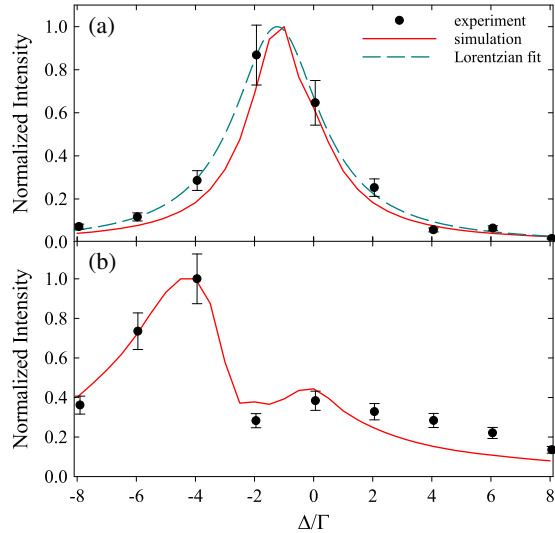 (a)
experiment
simulation
Lorentzian fit
Normalized Intensity
1.0
0.8
0.6
0.4
0.2
0.0
(b)
Normalized Intensity
1.0
0.8
0.6
0.4
0.2
0.0
-8 -6 -4 -2 0 2 4 6 8
Δ/Γ